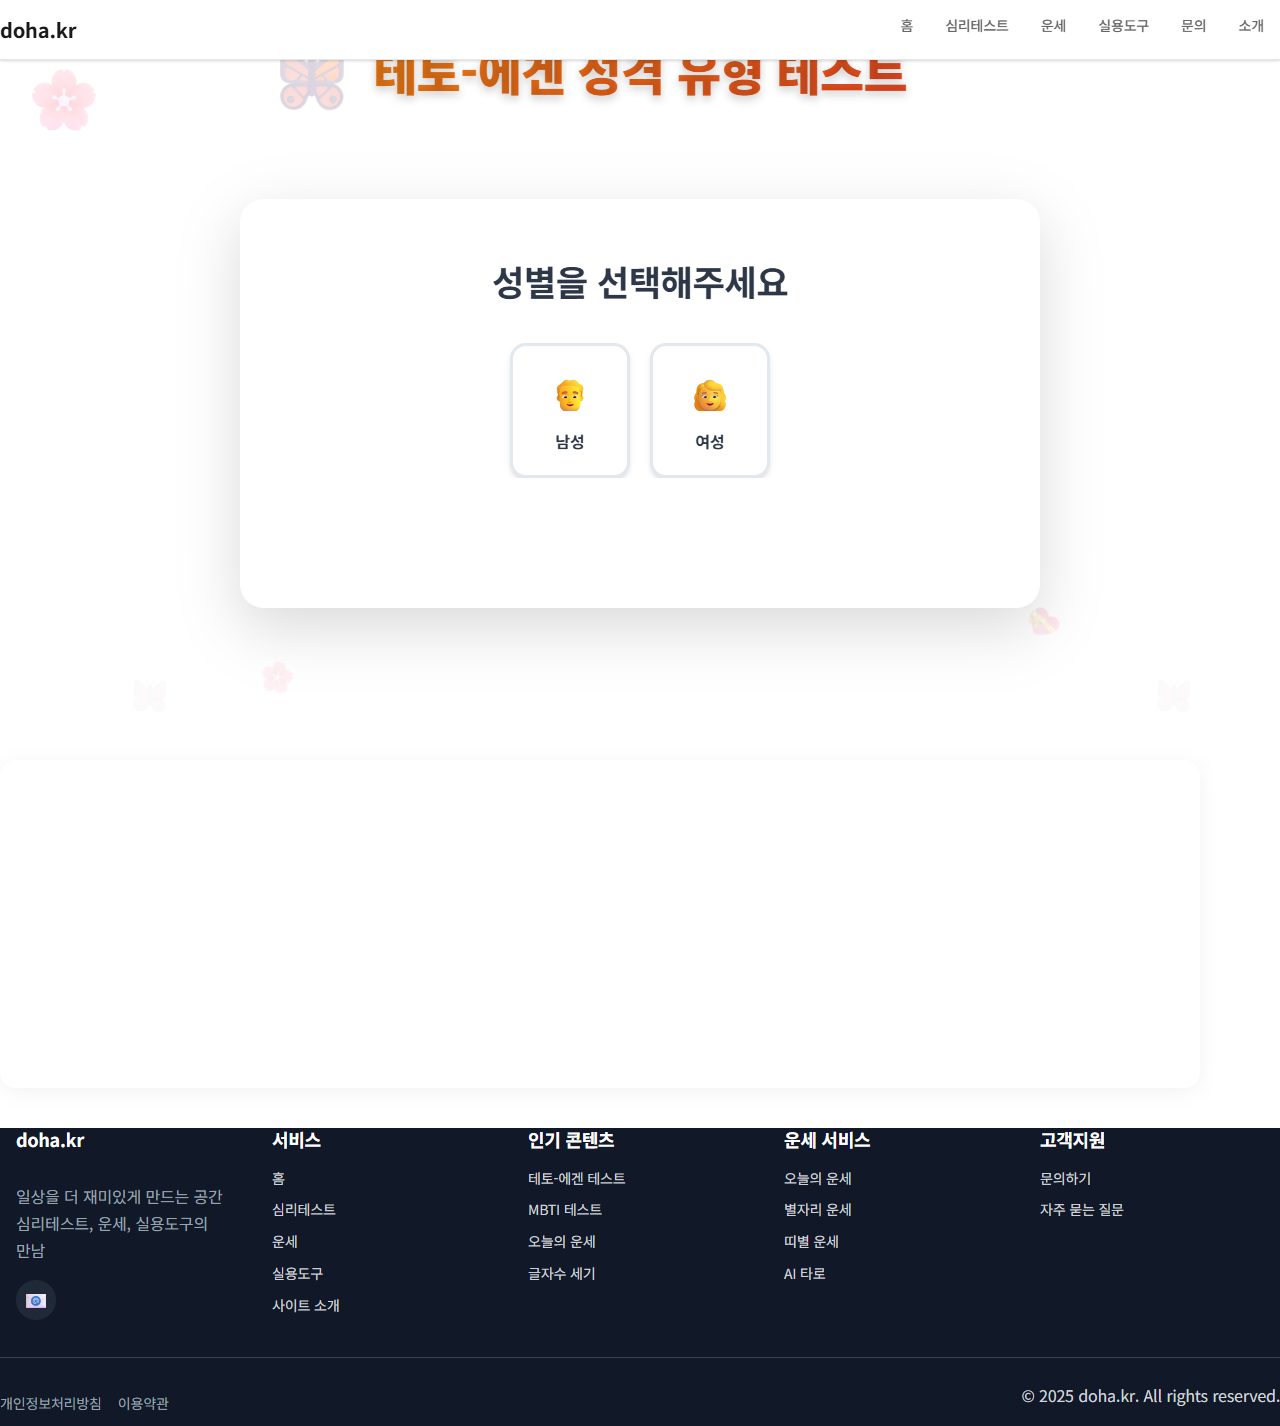 doha.kr
홈 심리테스트 운세 실용도구 문의 소개
테토-에겐 성격 유형 테스트
성별을 선택해주세요
남성 여성
doha.kr
일상을 더 재미있게 만드는 공간
심리테스트, 운세, 실용도구의
만남
서비스
홈
심리테스트
운세
실용도구
사이트 소개
인기 콘텐츠
테토-에겐 테스트
MBTI 테스트
오늘의 운세
글자수 세기
운세 서비스
오늘의 운세
별자리 운세
띠별 운세
AI 타로
고객지원
문의하기
자주 묻는 질문
개인정보처리방침 이용약관
© 2025 doha.kr. All rights reserved.